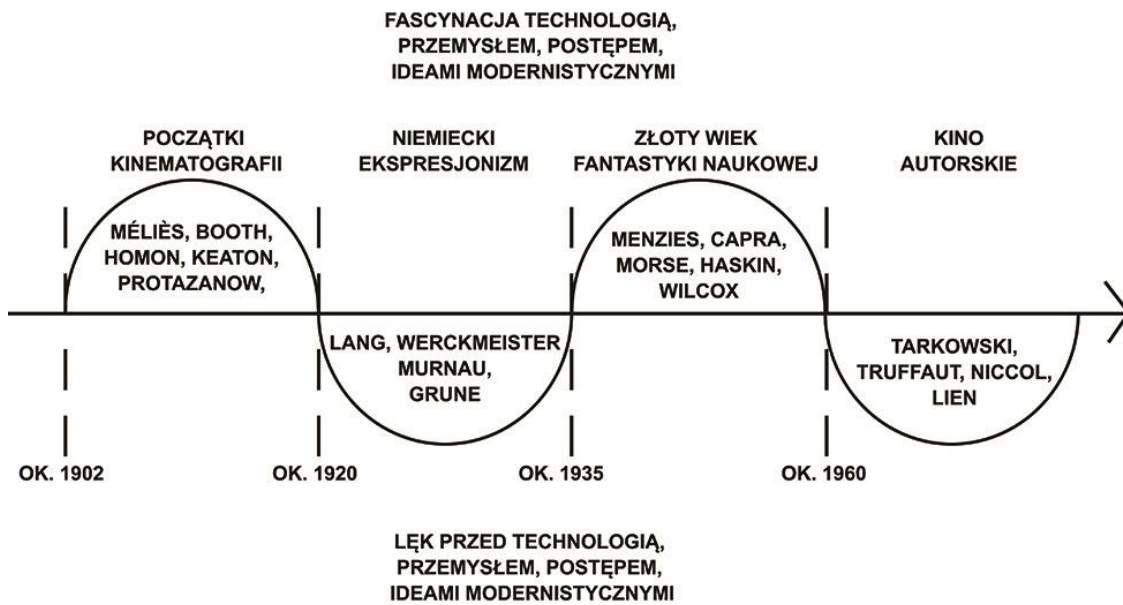 FASCYNACJA TECHNOLOGIĄ,
PRZEMYSŁEM, POSTĘPEM,
IDEAMI MODERNISTYCZNYMI
POCZĄTKI
KINEMATOGRAFII
NIEMIECKI
EKSPRESJONIZM
ZŁOTY WIEK
FANTASTYKI NAUKOWEJ
KINO
AUTORSKIE
MÉLIÈS, BOOTH,
HOMON, KEATON,
PROTAZANOW,
LANG, WERCKMEISTER
MURNAU,
GRUNE
MENZIES, CAPRA,
MORSE, HASKIN,
WILCOX
TARKOWSKI,
TRUFFAUT, NICCOL,
LIEN
OK. 1902
OK. 1920
OK. 1935
OK. 1960
LĘK PRZED TECHNOLOGIĄ,
PRZEMYSŁEM, POSTĘPEM,
IDEAMI MODERNISTYCZNYMI